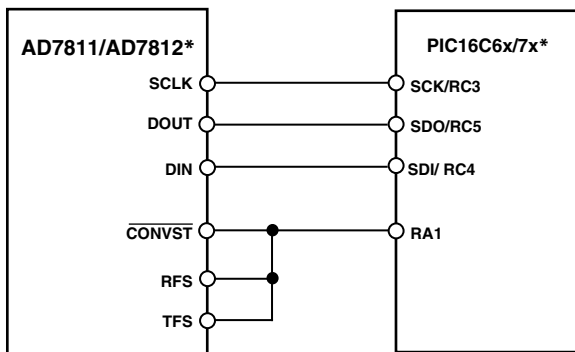 AD7811/AD7812*
PIC16C6x/7x*
SCLK
SCK/RC3
DOUT
SDO/RC5
DIN
SDI/ RC4
CONVST
RA1
RFS
TFS